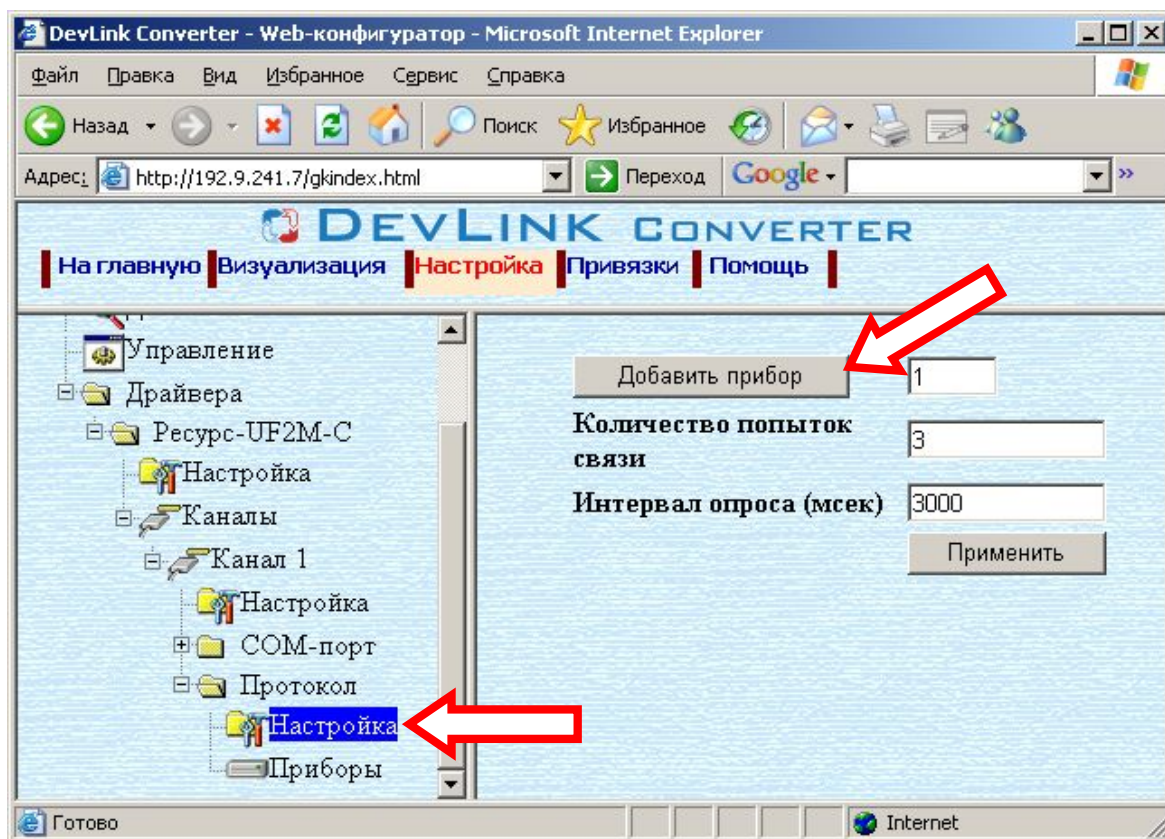 DevLink Converter - Web-конфигуратор - Microsoft Internet Explorer
Файл Правка Вид Избранное Сервис Справка
Назад Поиск Избранное
Адрес: http://192.9.241.7/gkindex.html Переход Google
DEVLINK CONVERTER
На главную Визуализация Настройка Привязки Помощь
Управление
Драйвера
Ресурс-UF2M-C
Настройка
Каналы
Канал 1
Настройка
COM-порт
Протокол
Настройка
Приборы
Добавить прибор 1
Количество попыток
связи 3
Интервал опроса (мсек) 3000
Применить
Готово Internet